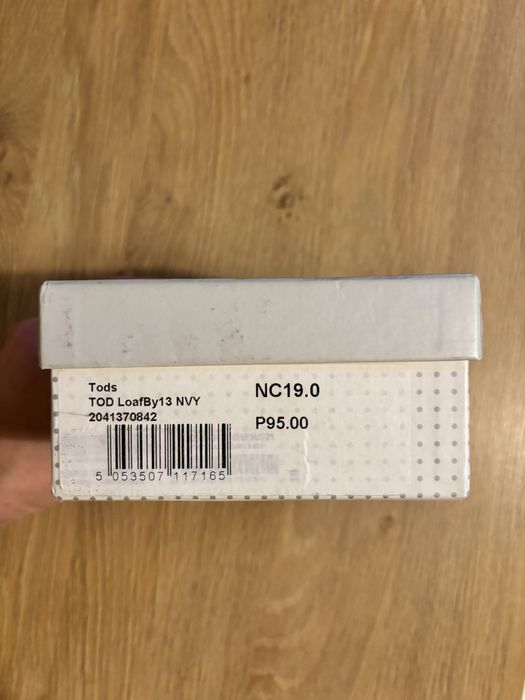 Tods
TOD LoafBy13 NVY
2041370842
5 053507 117165
NC19.0
P95.00